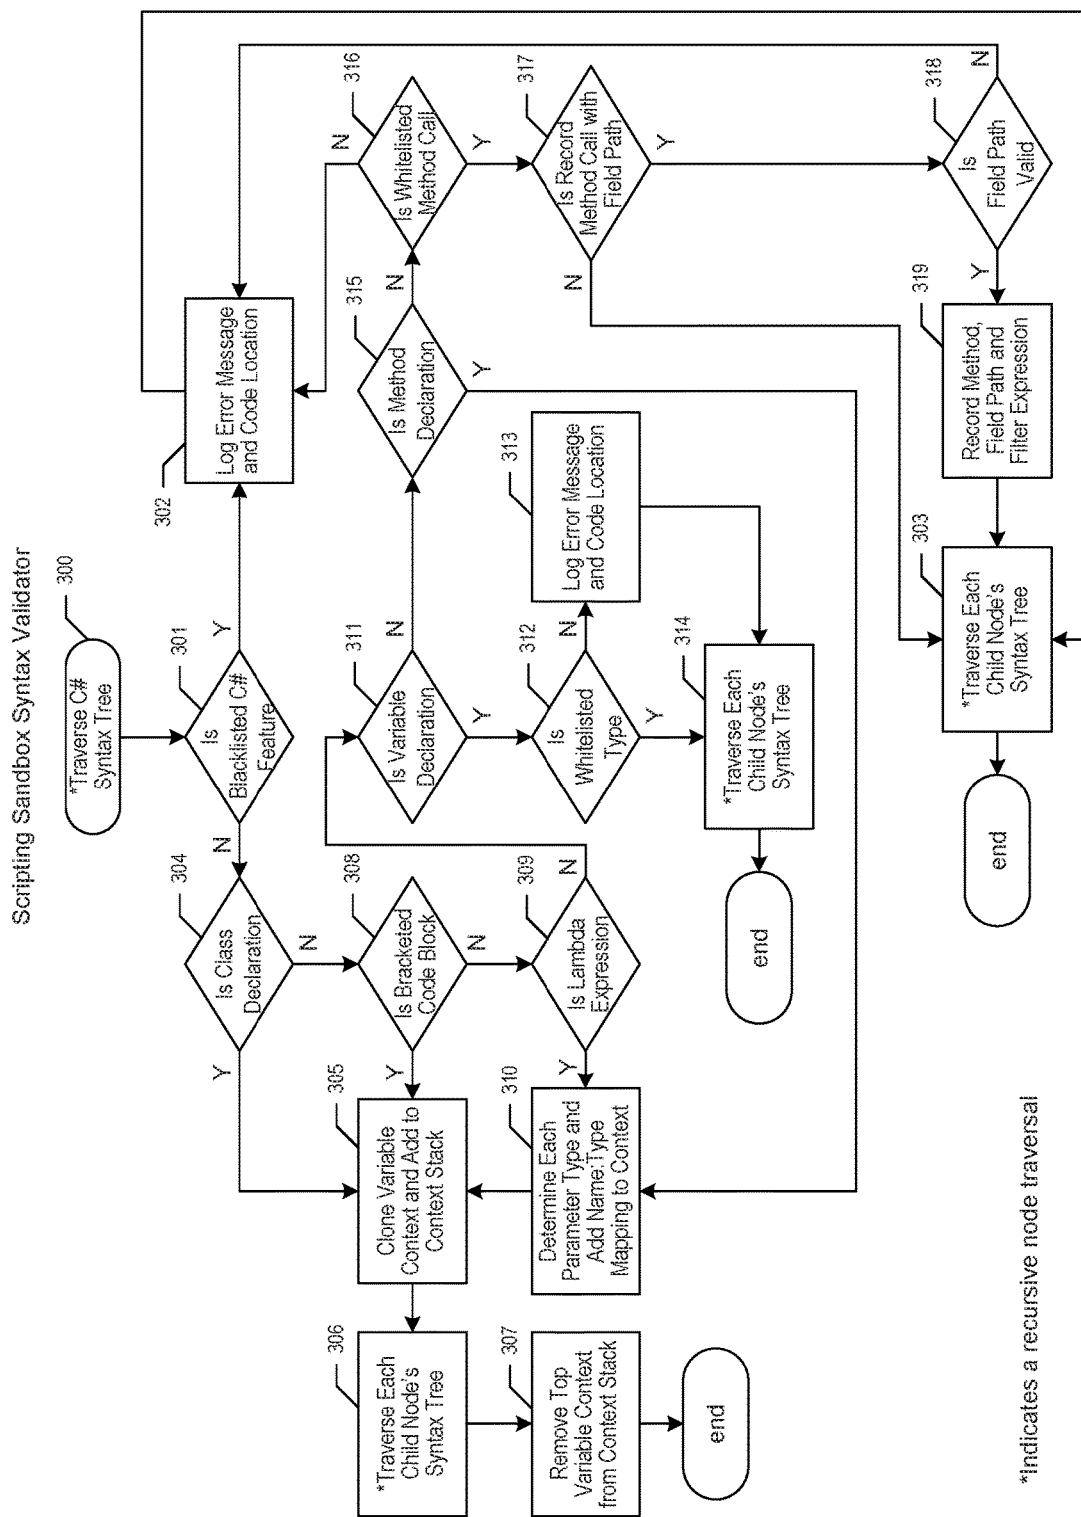 Scripting Sandbox Syntax Validator
300
*Traverse C#
Syntax Tree
301
Is
Blacklisted C#
Feature
Y
N
302
Log Error Message
and Code Location
304
Is Class
Declaration
Y
N
308
Is Bracketed
Code Block
Y
N
309
Is Lambda
Expression
Y
N
305
Clone Variable
Context and Add to
Context Stack
310
Determine Each
Parameter Type and
Add Name:Type
Mapping to Context
306
*Traverse Each
Child Node's
Syntax Tree
307
Remove Top
Variable Context
from Context Stack
end
311
Is Variable
Declaration
N
Y
312
Is
Whitelisted
Type
N
Y
313
Log Error Message
and Code Location
314
*Traverse Each
Child Node's
Syntax Tree
end
315
Is Method
Declaration
N
Y
316
Is Whitelisted
Method Call
N
Y
317
Is Record
Method Call with
Field Path
N
Y
318
Is
Field Path
Valid
N
Y
319
Record Method,
Field Path and
Filter Expression
303
*Traverse Each
Child Node's
Syntax Tree
end
*Indicates a recursive node traversal